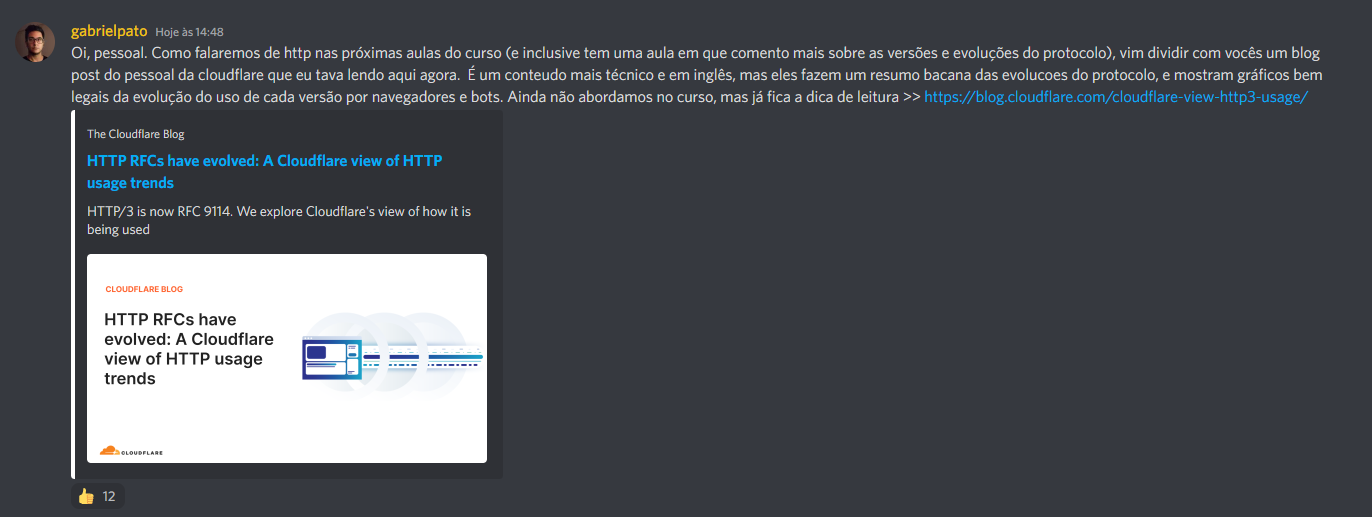 gabrielpato Hoje às 14:48
Oi, pessoal. Como falaremos de http nas próximas aulas do curso (e inclusive tem uma aula em que comento mais sobre as versões e evoluções do protocolo), vim dividir com vocês um blog
post do pessoal da cloudflare que eu tava lendo aqui agora.  É um conteudo mais técnico e em inglês, mas eles fazem um resumo bacana das evolucoes do protocolo, e mostram gráficos bem
legais da evolução do uso de cada versão por navegadores e bots. Ainda não abordamos no curso, mas já fica a dica de leitura >> https://blog.cloudflare.com/cloudflare-view-http3-usage/
The Cloudflare Blog
HTTP RFCs have evolved: A Cloudflare view of HTTP
usage trends
HTTP/3 is now RFC 9114. We explore Cloudflare's view of how it is
being used
CLOUDFLARE BLOG
HTTP RFCs have
evolved: A Cloudflare
view of HTTP usage
trends
CLOUDFLARE
12